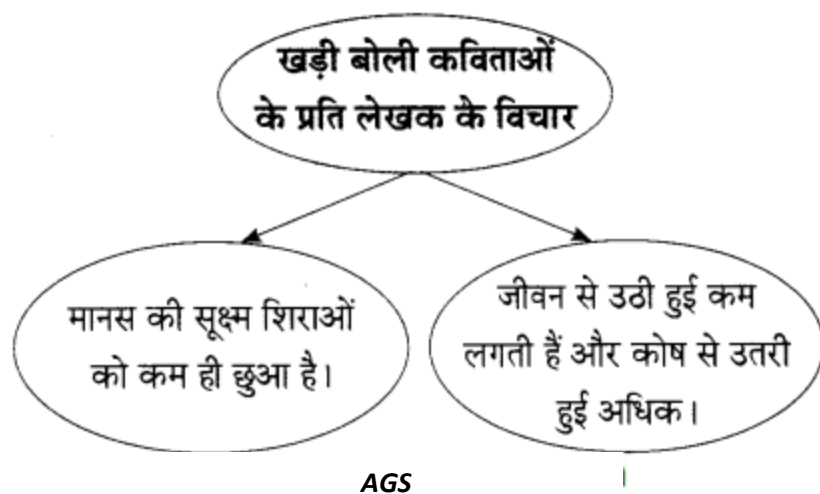 खड़ी बोली कविताओं
के प्रति लेखक के विचार
मानस की सूक्ष्म शिराओं
को कम ही छुआ है।
जीवन से उठी हुई कम
लगती हैं और कोष से उतरी
हुई अधिक।
AGS